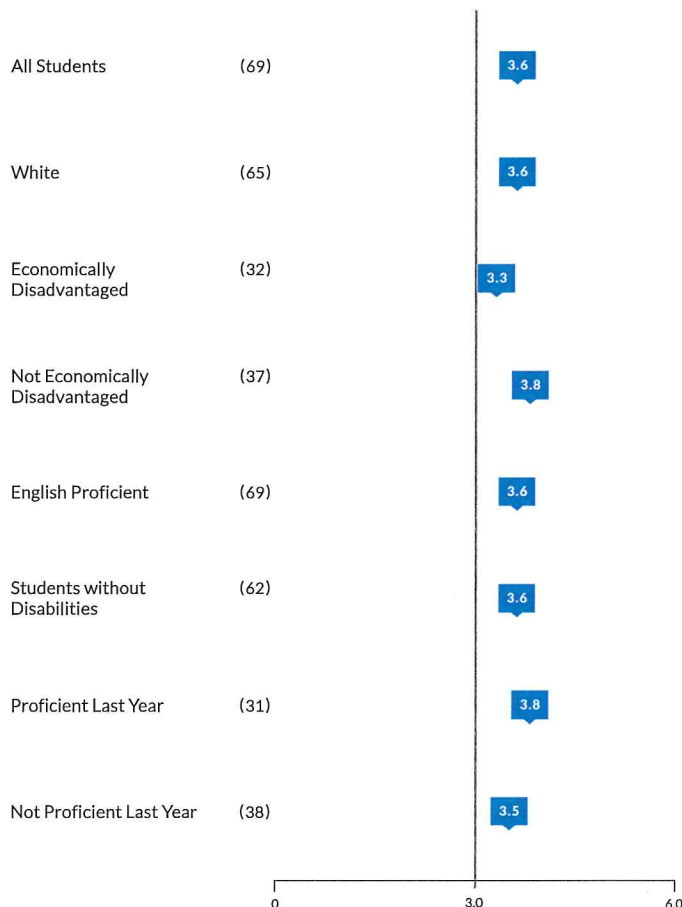 All Students (69) 3.6
White (65) 3.6
Economically (32) 3.3
Disadvantaged
Not Economically (37) 3.8
Disadvantaged
English Proficient (69) 3.6
Students without (62) 3.6
Disabilities
Proficient Last Year (31) 3.8
Not Proficient Last Year (38) 3.5
0 3.0 6.0